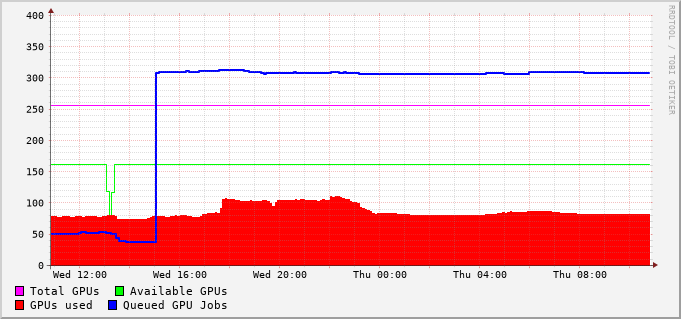 400
350
300
250
200
150
100
50
0
Wed 12:00 Wed 16:00 Wed 20:00 Thu 00:00 Thu 04:00 Thu 08:00
Total GPUs Available GPUs
GPUs used Queued GPU Jobs
RRDTOOL / TOBI OETIKER